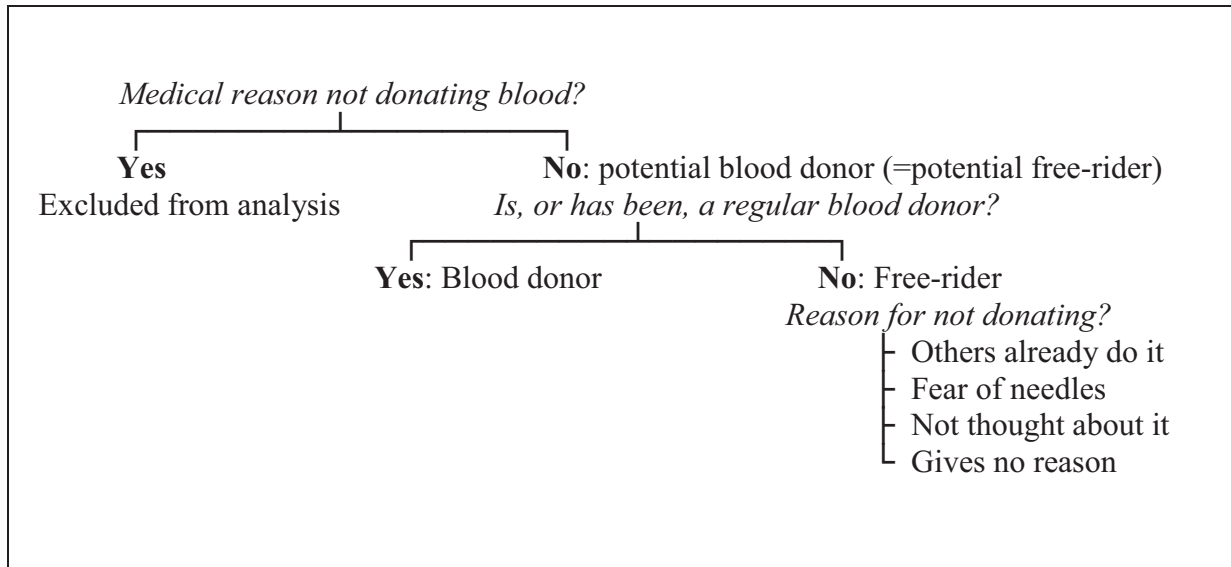 Medical reason not donating blood?
Yes
No: potential blood donor (=potential free-rider)
Excluded from analysis
Is, or has been, a regular blood donor?
Yes: Blood donor
No: Free-rider
Reason for not donating?
Others already do it
Fear of needles
Not thought about it
Gives no reason